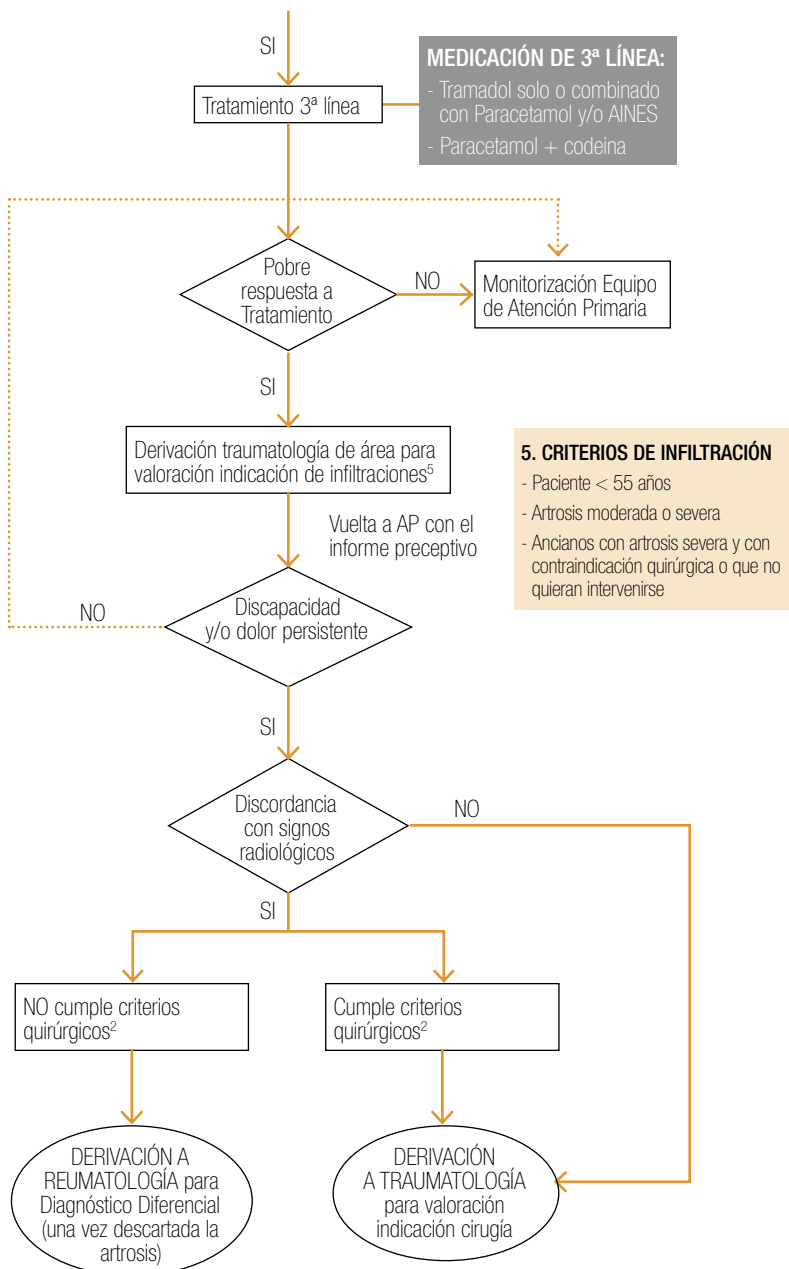 SI
MEDICACIÓN DE 3ª LÍNEA:
- Tramadol solo o combinado
con Paracetamol y/o AINES
- Paracetamol + codeina
Tratamiento 3ª línea
Pobre
respuesta a
Tratamiento
NO
Monitorización Equipo
de Atención Primaria
SI
Derivación traumatología de área para
valoración indicación de infiltraciones⁵
5. CRITERIOS DE INFILTRACIÓN
- Paciente < 55 años
- Artrosis moderada o severa
- Ancianos con artrosis severa y con
contraindicación quirúrgica o que no
quieran intervenirse
Vuelta a AP con el
informe preceptivo
NO
Discapacidad
y/o dolor persistente
SI
Discordancia
con signos
radiológicos
NO
SI
NO cumple criterios
quirúrgicos²
Cumple criterios
quirúrgicos²
DERIVACIÓN A
REUMATOLOGÍA para
Diagnóstico Diferencial
(una vez descartada la
artrosis)
DERIVACIÓN
A TRAUMATOLOGÍA
para valoración
indicación cirugía